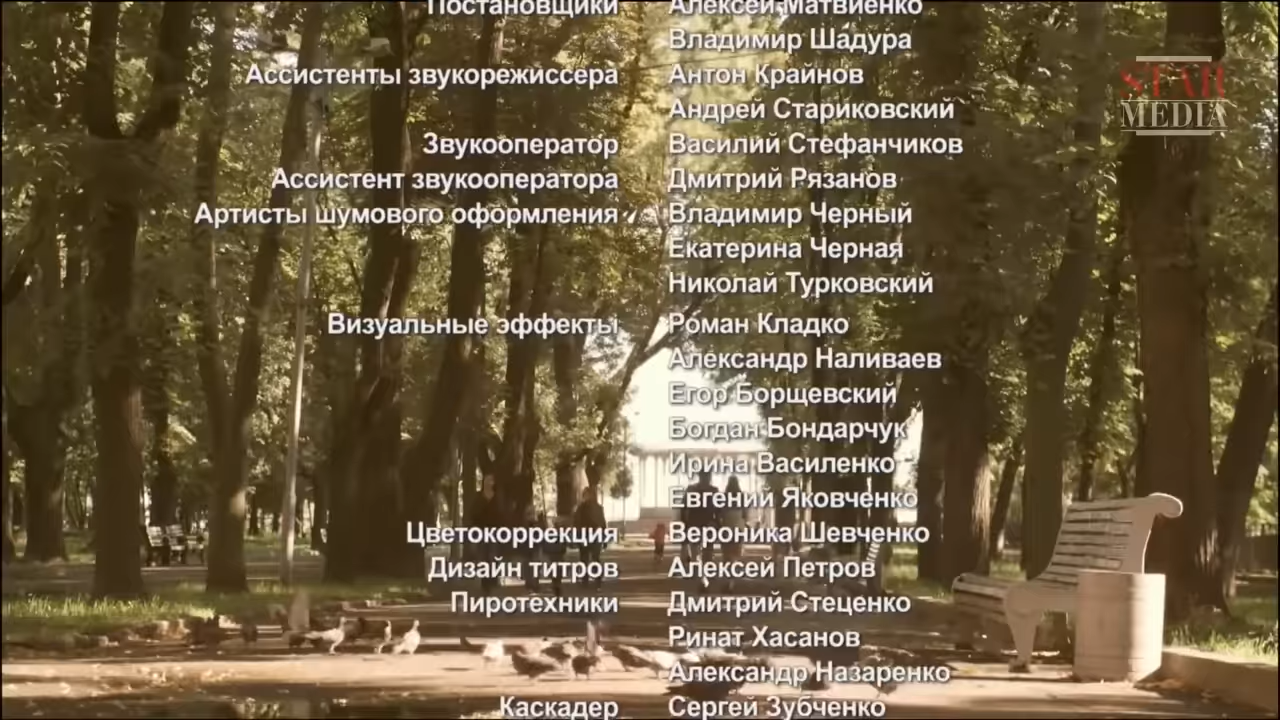 Постановщики Алексей Матвиенко
Владимир Шадура
Ассистенты звукорежиссера Антон Крайнов
Андрей Стариковский
Звукооператор Василий Стефанчиков
Ассистент звукооператора Дмитрий Рязанов
Артисты шумового оформления Владимир Черный
Екатерина Черная
Николай Турковский
Визуальные эффекты Роман Кладко
Александр Наливаев
Егор Борщевский
Богдан Бондарчук
Ирина Василенко
Евгений Яковченко
Цветокоррекция Вероника Шевченко
Дизайн титров Алексей Петров
Пиротехники Дмитрий Стеценко
Ринат Хасанов
Александр Назаренко
Каскадер Сергей Зубченко
STAR
MEDIA